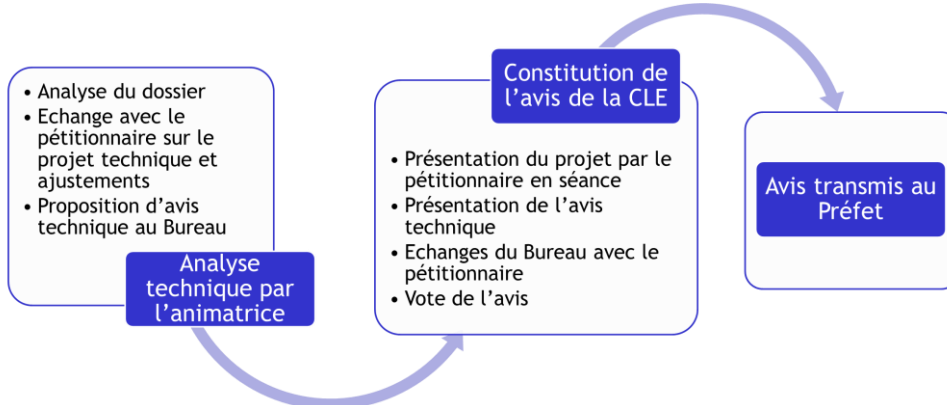 • Analyse du dossier
• Echange avec le
pétitionnaire sur le
projet technique et
ajustements
• Proposition d’avis
technique au Bureau
Analyse
technique par
l’animatrice
Constitution de
l’avis de la CLE
• Présentation du projet par le
pétitionnaire en séance
• Présentation de l’avis
technique
• Echanges du Bureau avec le
pétitionnaire
• Vote de l’avis
Avis transmis au
Préfet